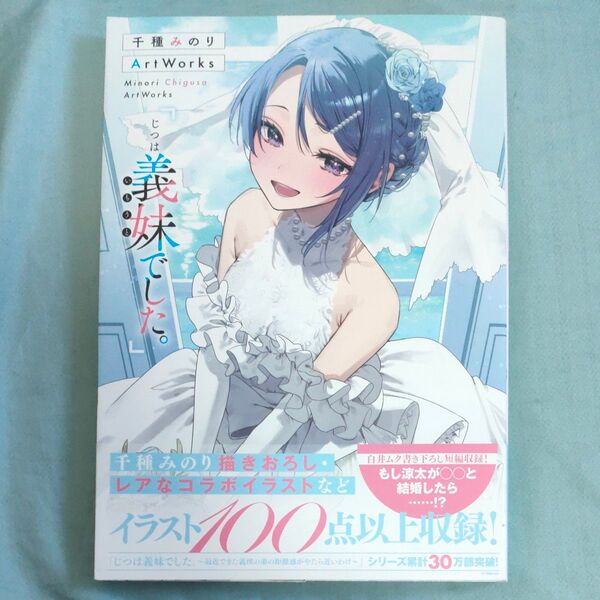 千種みのり
ArtWorks
Minori Chigusa
ArtWorks
「じつは
義妹でした。」
いもうと
千種みのり描きおろし・
レアなコラボイラストなど
イラスト100点以上収録!
白井ムク書き下ろし短編収録!
もし涼太が〇〇と
結婚したら
……!?
「じつは義妹でした。～最近できた義理の弟の距離感がやたら近いわけ～」シリーズ累計30万部突破!